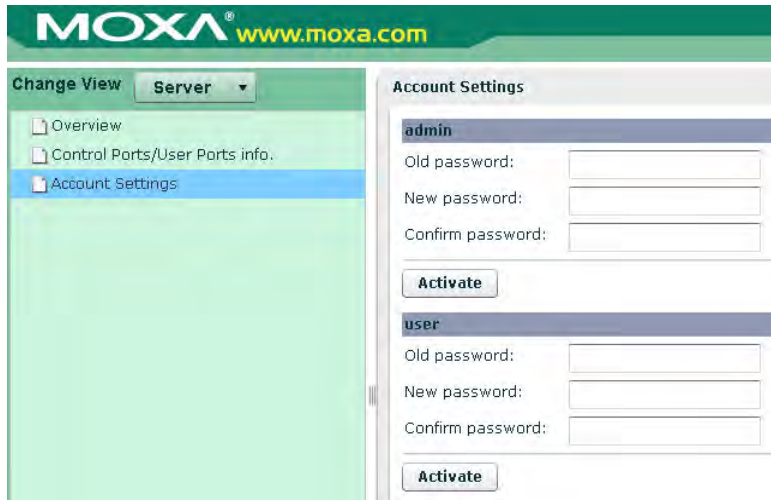 MOXA® www.moxa.com
Change View Server
Overview
Control Ports/User Ports info.
Account Settings
Account Settings
admin
Old password:
New password:
Confirm password:
Activate
user
Old password:
New password:
Confirm password:
Activate